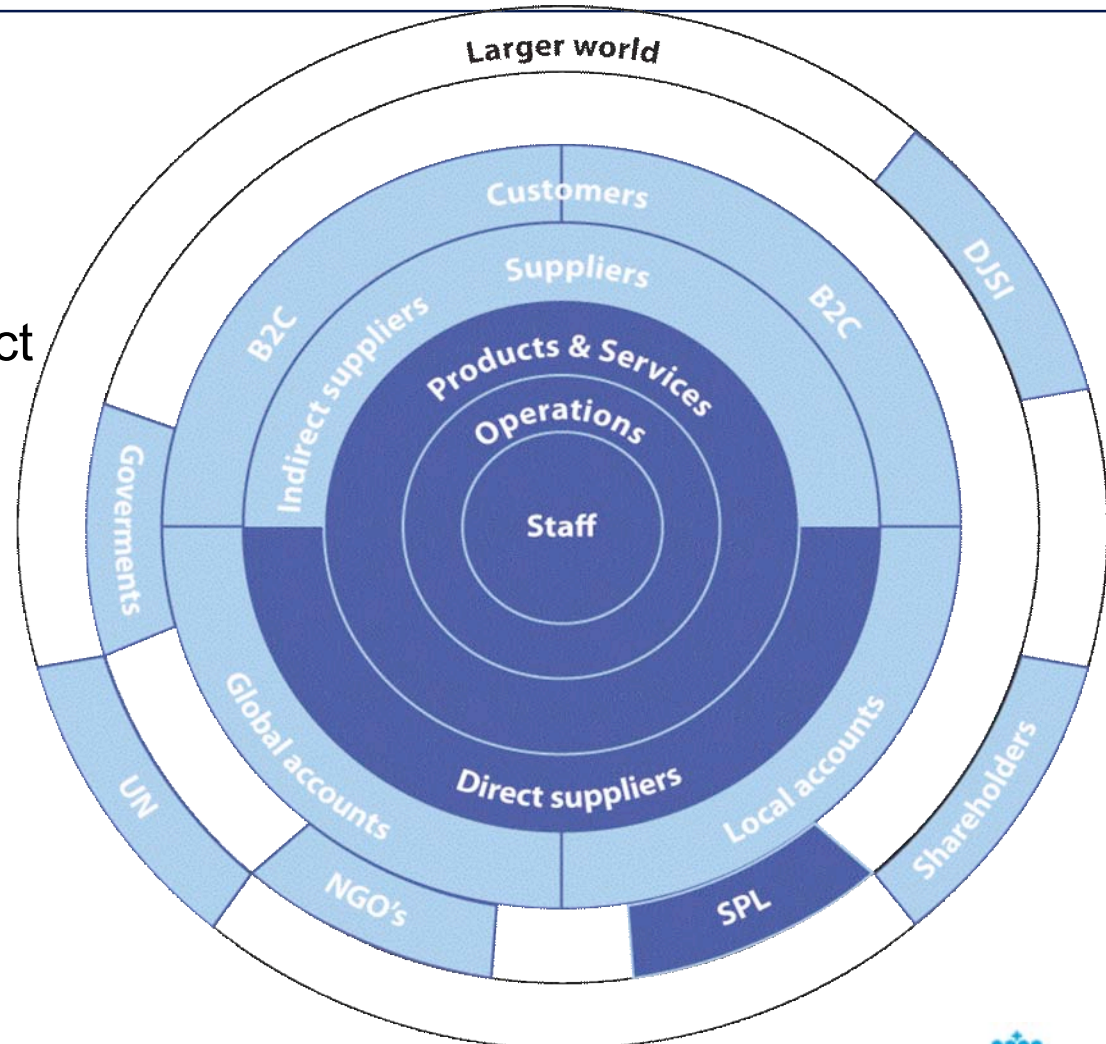 Larger world
DJSI
Customers
B2C
B2C
Suppliers
Indirect suppliers
ct
Products & Services
Operations
Staff
Goverments
Direct suppliers
Global accounts
Local accounts
UN
NGO's
SPL
Shareholders